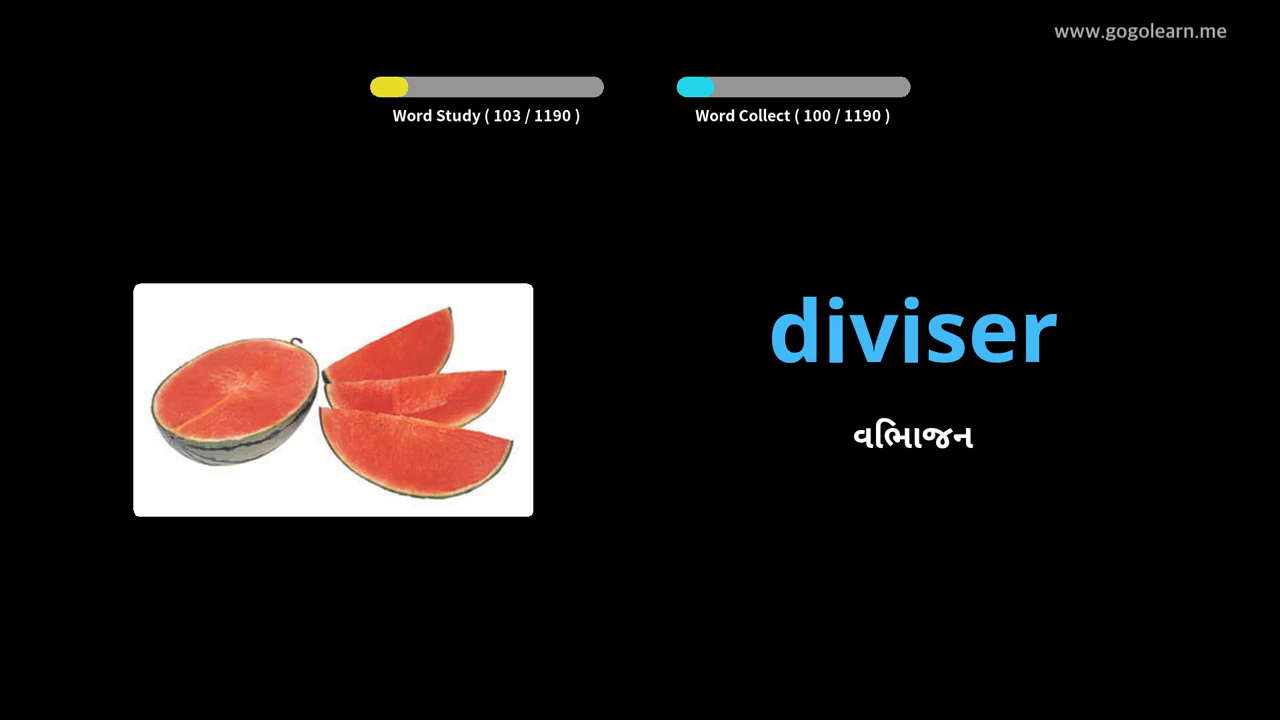 www.gogolearn.me
Word Study ( 103 / 1190 )
Word Collect ( 100 / 1190 )
diviser
વિભાજન